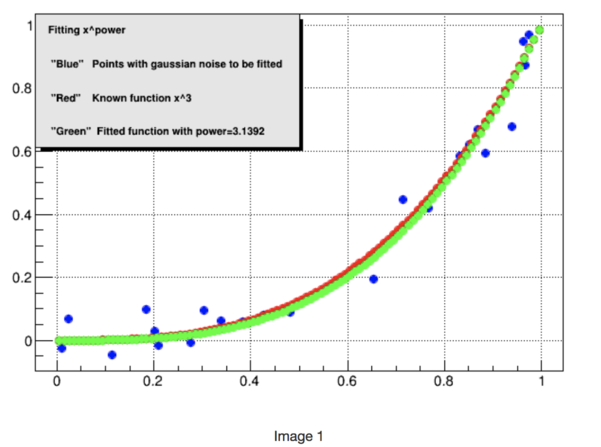 Fitting x^power
"Blue" Points with gaussian noise to be fitted
"Red" Known function x^3
"Green" Fitted function with power=3.1392
1
0.8
0.6
0.4
0.2
0
0 0.2 0.4 0.6 0.8 1
Image 1